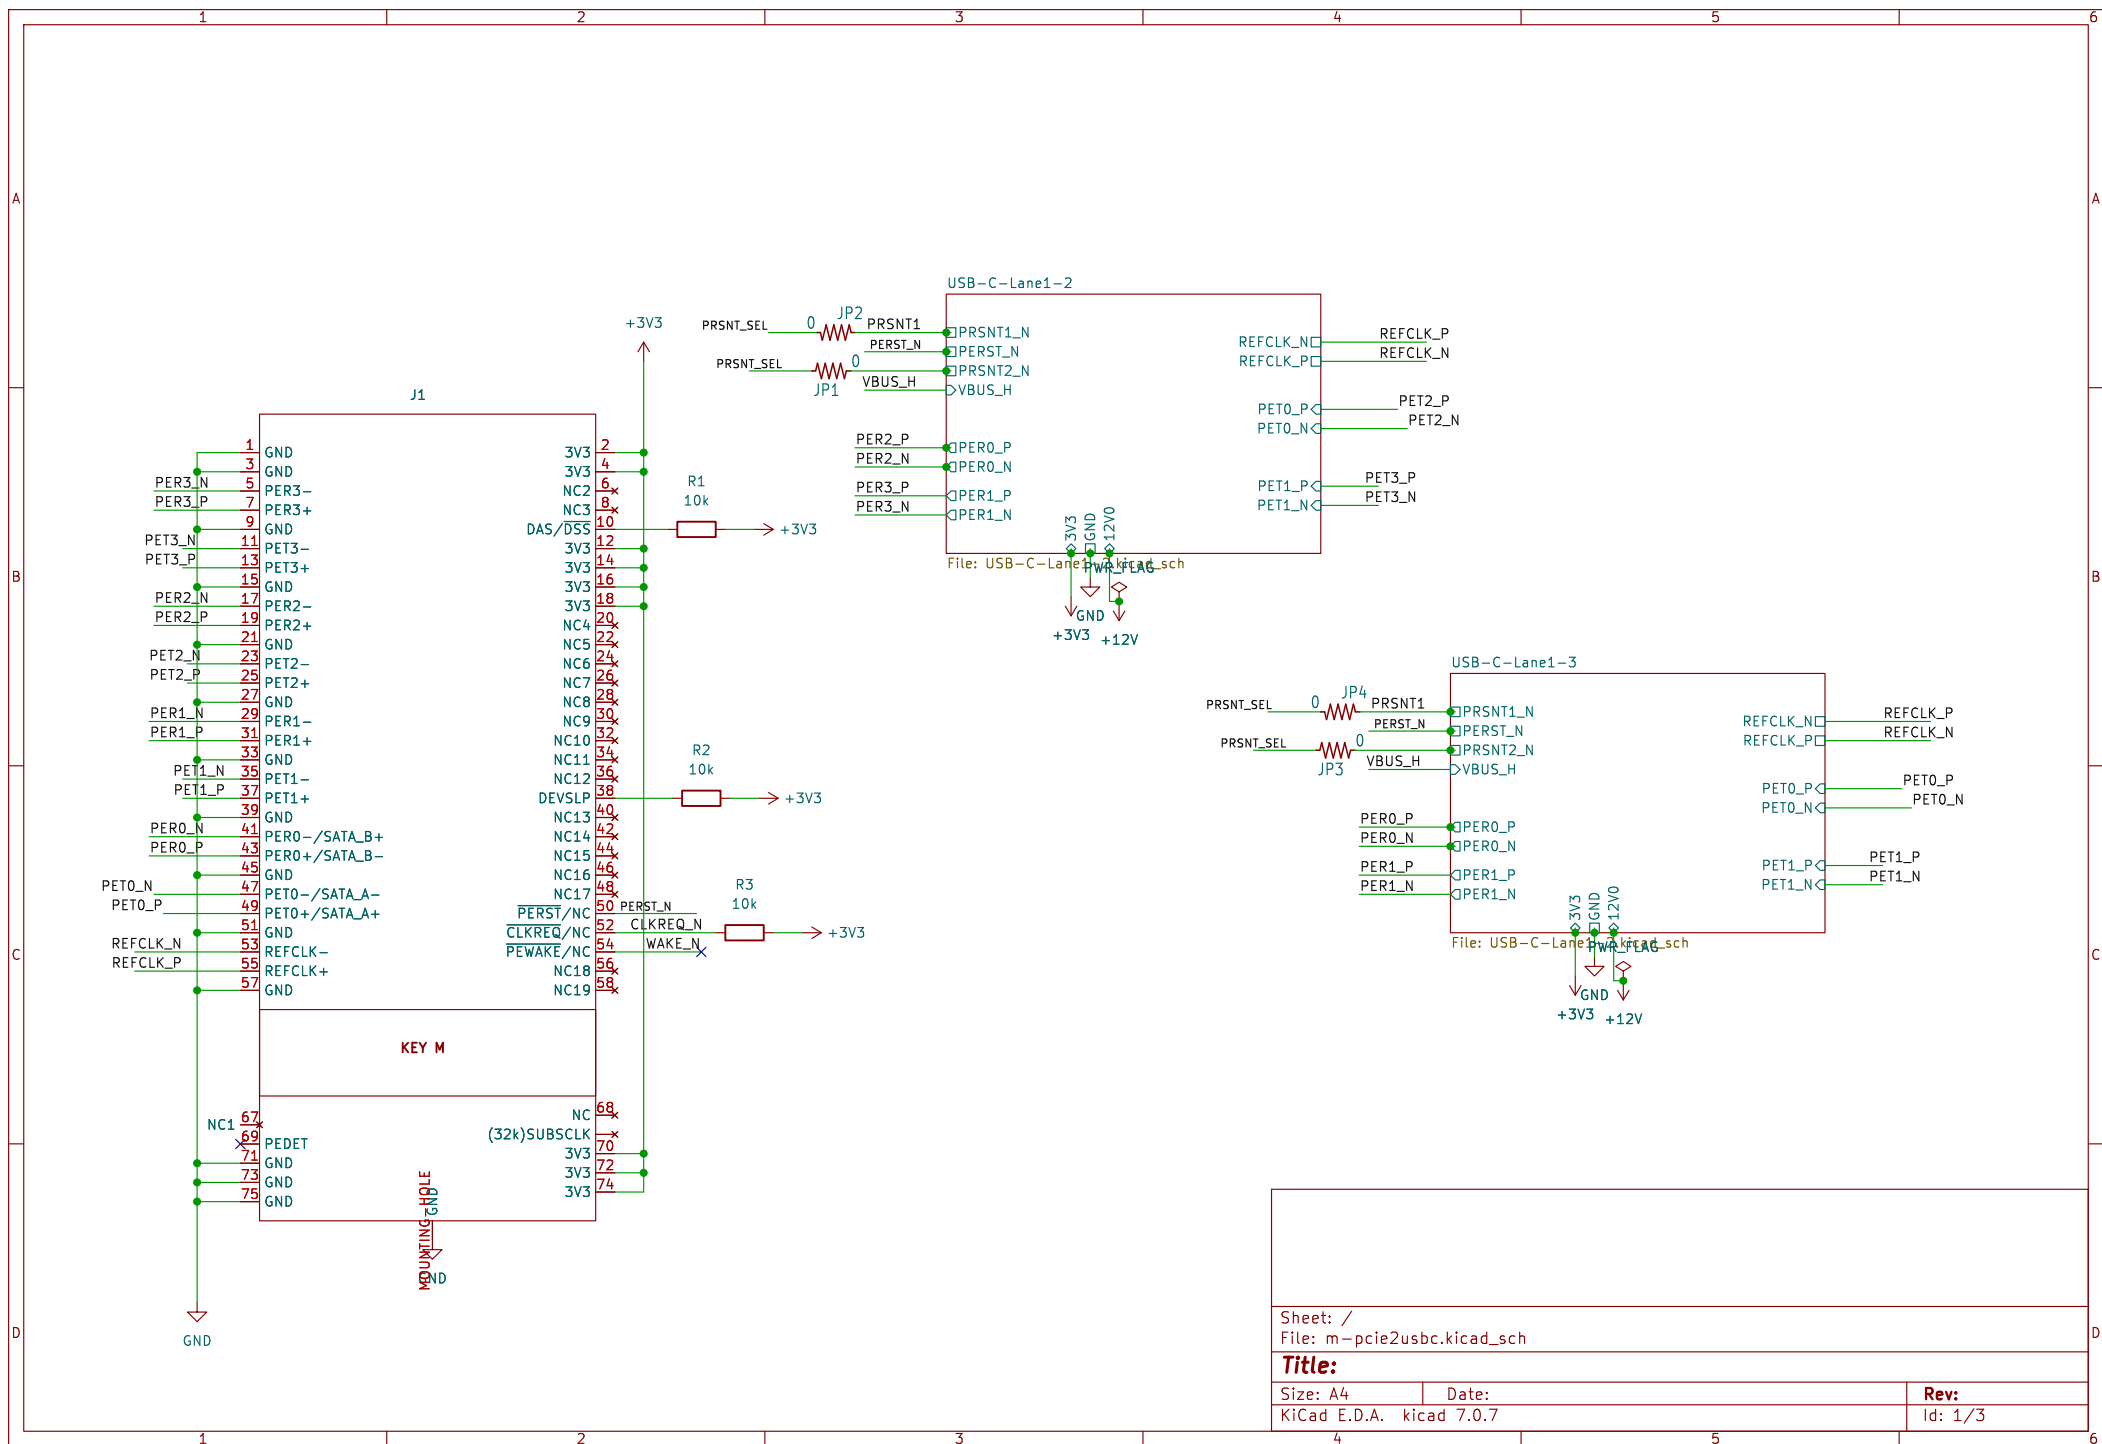 1 2 3 4 5 6
A A
B B
C C
D D
1 2 3 4 5 6
J1
1 GND
3 GND
PER3_N 5 PER3-
PER3_P 7 PER3+
9 GND
PET3_N 11 PET3-
PET3_P 13 PET3+
15 GND
PER2_N 17 PER2-
PER2_P 19 PER2+
21 GND
PET2_N 23 PET2-
PET2_P 25 PET2+
27 GND
PER1_N 29 PER1-
PER1_P 31 PER1+
33 GND
PET1_N 35 PET1-
PET1_P 37 PET1+
39 GND
PER0_N 41 PER0-/SATA_B+
PER0_P 43 PER0+/SATA_B-
45 GND
PET0_N 47 PET0-/SATA_A-
PET0_P 49 PET0+/SATA_A+
51 GND
REFCLK_N 53 REFCLK-
REFCLK_P 55 REFCLK+
57 GND
KEY M
NC1 67
69 PEDET
71 GND
73 GND
75 GND
GND
MOUNTING_HOLE
GND
GND
+3V3
3V3 2
3V3 4
NC2 6
NC3 8
DAS/DSS 10
R1
10k
+3V3
3V3 12
3V3 14
3V3 16
3V3 18
NC4 20
NC5 22
NC6 24
NC7 26
NC8 28
NC9 30
NC10 32
NC11 34
NC12 36
DEVSLP 38
R2
10k
+3V3
NC13 40
NC14 42
NC15 44
NC16 46
NC17 48
PERST/NC 50 PERST_N
CLKREQ/NC 52 CLKREQ_N
R3
10k
+3V3
PEWAKE/NC 54 WAKE_N
NC18 56
NC19 58
NC 68
(32k)SUBSCLK
3V3 70
3V3 72
3V3 74
USB-C-Lane1-2
PRSNT_SEL 0 JP2 PRSNT1 PRSNT1_N
PERST_N PERST_N
PRSNT_SEL JP1 0 PRSNT2_N
VBUS_H VBUS_H
PER2_P PER0_P
PER2_N PER0_N
PER3_P PER1_P
PER3_N PER1_N
REFCLK_N REFCLK_P
REFCLK_P REFCLK_N
PET0_P PET2_P
PET0_N PET2_N
PET1_P PET3_P
PET1_N PET3_N
3V3 GND 12V0
File: USB-C-Lane1-2.kicad_sch
PWR_FLAG
GND
+3V3 +12V
USB-C-Lane1-3
PRSNT_SEL 0 JP4 PRSNT1 PRSNT1_N
PERST_N PERST_N
PRSNT_SEL JP3 0 PRSNT2_N
VBUS_H VBUS_H
PER0_P PER0_P
PER0_N PER0_N
PER1_P PER1_P
PER1_N PER1_N
REFCLK_N REFCLK_P
REFCLK_P REFCLK_N
PET0_P PET0_P
PET0_N PET0_N
PET1_P PET1_P
PET1_N PET1_N
3V3 GND 12V0
PWR_FLAG
GND
+3V3 +12V
Sheet: /
File: m-pcie2usbc.kicad_sch
Title:
Size: A4 Date: Rev:
KiCad E.D.A. kicad 7.0.7 Id: 1/3